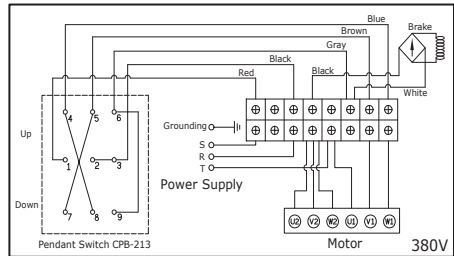 Blue
Brake
Brown
Gray
Black
Red
Black
White
4
5
6
Up
Grounding
1
2
3
S
R
T
Power Supply
Down
7
8
9
U2
V2
W2
U1
V1
W1
Pendant Switch CPB-213
Motor
380V